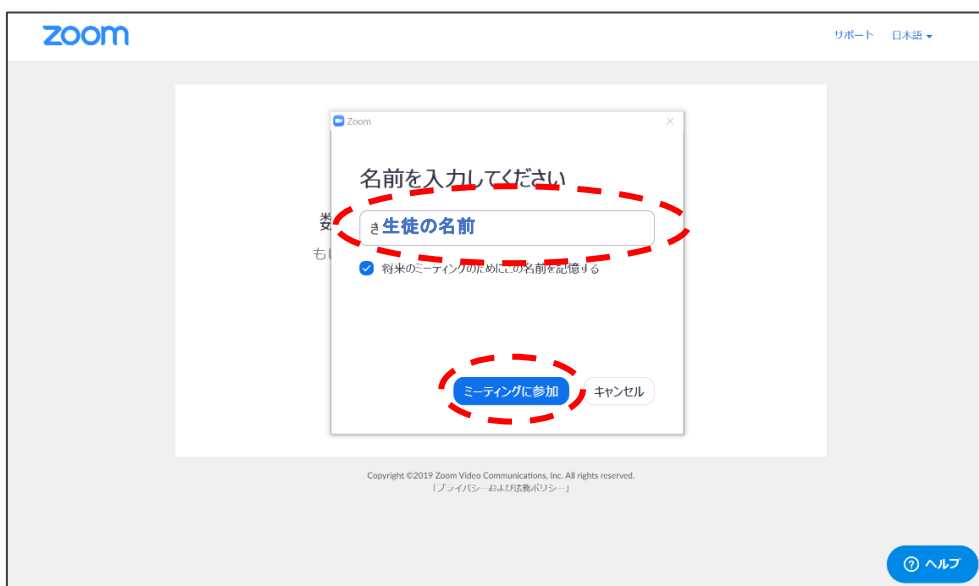 zoom
サポート 日本語
Zoom
名前を入力してください
数
き生徒の名前
もし
将来のミーティングのためにこの名前を記憶する
ミーティングに参加 キャンセル
Copyright ©2019 Zoom Video Communications, Inc. All rights reserved.
「プライバシーおよび法務ポリシー」
ヘルプ